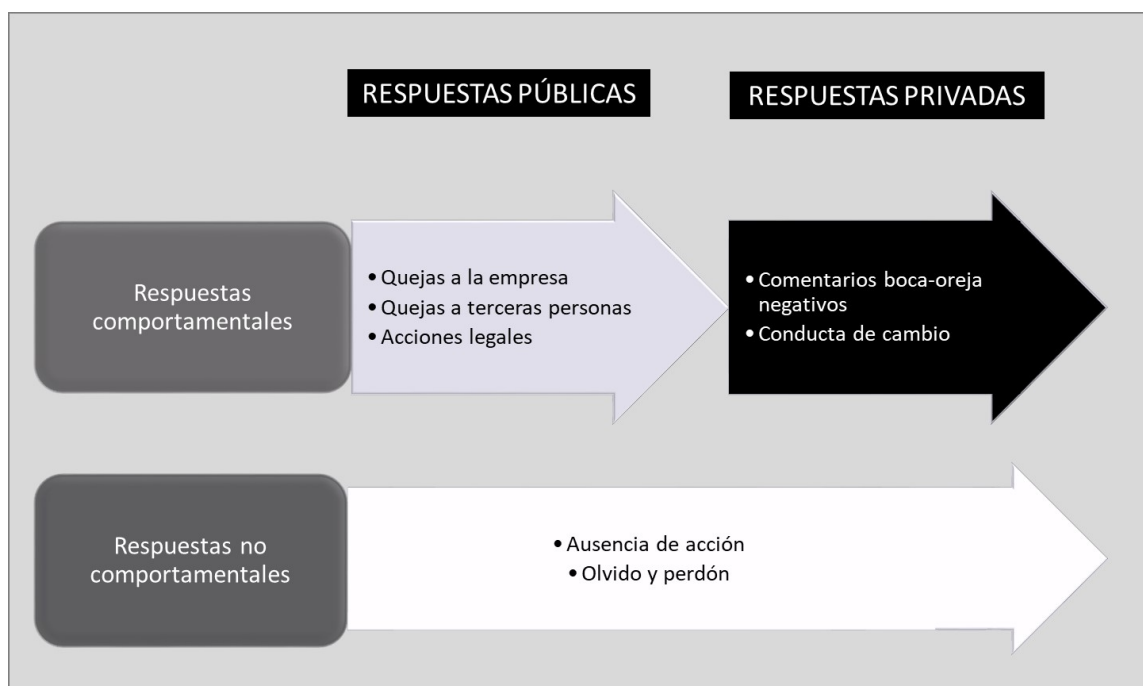 RESPUESTAS PÚBLICAS
RESPUESTAS PRIVADAS
Respuestas
comportamentales
• Quejas a la empresa
• Quejas a terceras personas
• Acciones legales
• Comentarios boca-oreja
negativos
• Conducta de cambio
Respuestas no
comportamentales
• Ausencia de acción
• Olvido y perdón